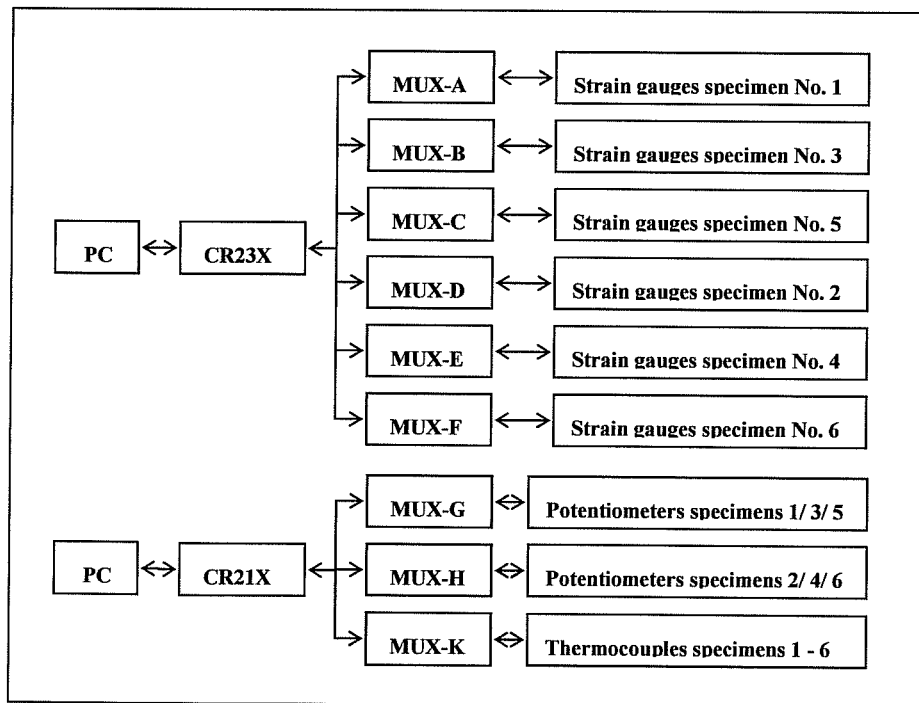 MUX-A
Strain gauges specimen No. 1
MUX-B
Strain gauges specimen No. 3
MUX-C
Strain gauges specimen No. 5
PC
CR23X
MUX-D
Strain gauges specimen No. 2
MUX-E
Strain gauges specimen No. 4
MUX-F
Strain gauges specimen No. 6
MUX-G
Potentiometers specimens 1/ 3/ 5
PC
CR21X
MUX-H
Potentiometers specimens 2/ 4/ 6
MUX-K
Thermocouples specimens 1 - 6